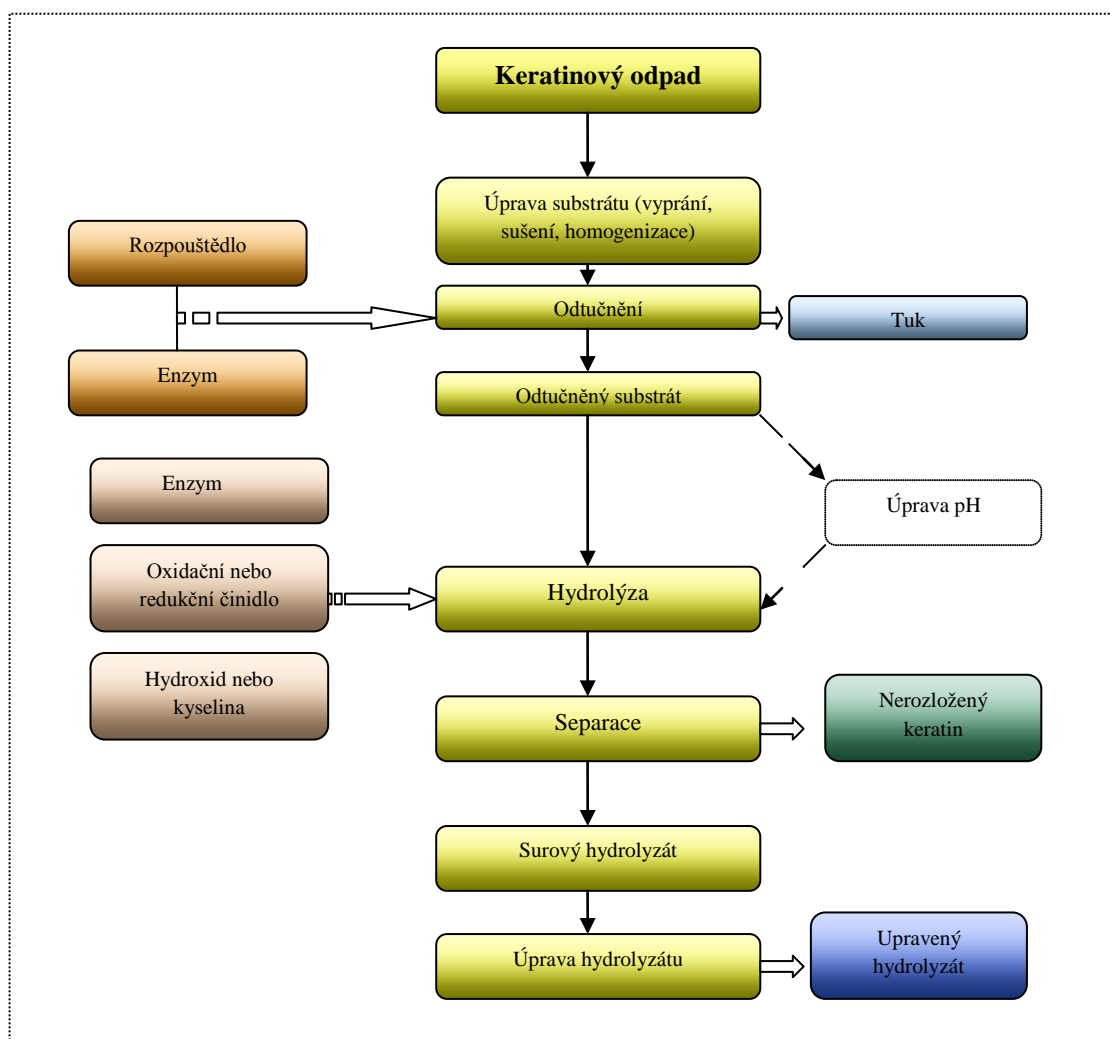 Keratinový odpad
Úprava substrátu (vyprání,
sušení, homogenizace)
Rozpouštědlo
Odtučnění
Tuk
Enzym
Odtučněný substrát
Enzym
Úprava pH
Oxidační nebo
redukční činidlo
Hydrolýza
Hydroxid nebo
kyselina
Separace
Nerozložený
keratin
Surový hydrolyzát
Úprava hydrolyzátu
Upravený
hydrolyzát